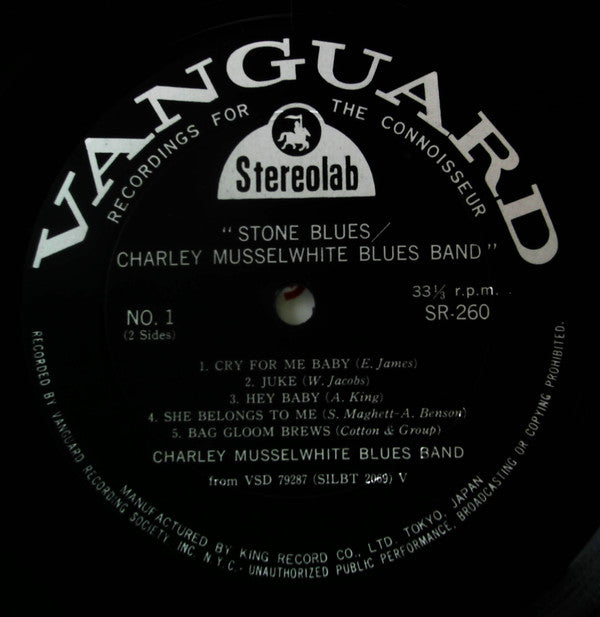 VANGUARD
RECORDINGS FOR THE CONNOISSEUR
Stereolab
"STONE BLUES/
CHARLEY MUSSELWHITE BLUES BAND"
NO. 1
(2 Sides)
33⅓ r.p.m.
SR-260
1. CRY FOR ME BABY (E. James)
2. JUKE (W. Jacobs)
3. HEY BABY (A. King)
4. SHE BELONGS TO ME (S. Maghett-A. Benson)
5. BAG GLOOM BREWS (Cotton & Group)
CHARLEY MUSSELWHITE BLUES BAND
from VSD 79287 (SILBT 2069) V
MANUFACTURED BY KING RECORD CO., LTD. TOKYO, JAPAN
RECORDED BY VANGUARD RECORDING SOCIETY, INC. N.Y.C.· UNAUTHORIZED PUBLIC PERFORMANCE, BROADCASTING OR COPYING PROHIBITED.